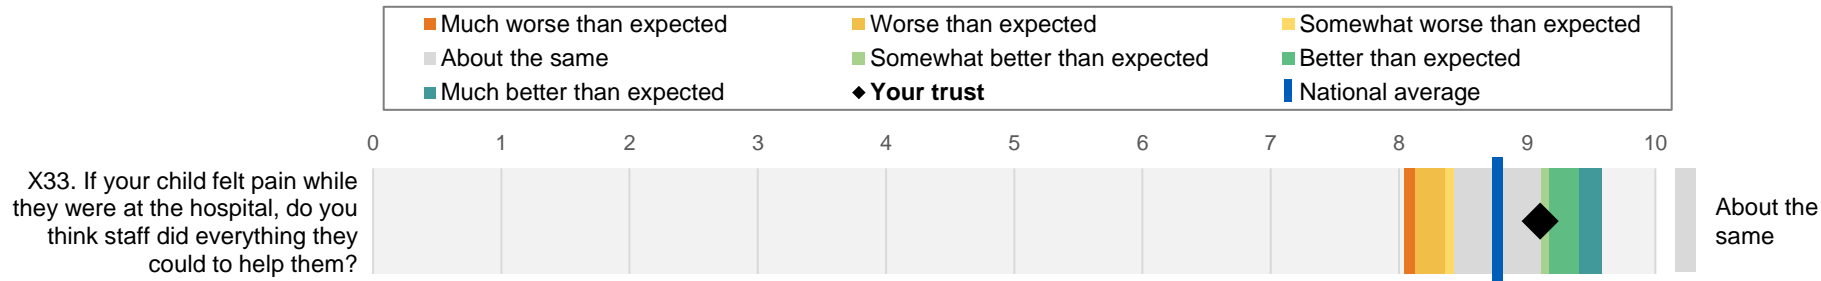 Much worse than expected
Worse than expected
Somewhat worse than expected
About the same
Somewhat better than expected
Better than expected
Much better than expected
Your trust
National average
0 1 2 3 4 5 6 7 8 9 10
X33. If your child felt pain while
they were at the hospital, do you
think staff did everything they
could to help them?
About the
same